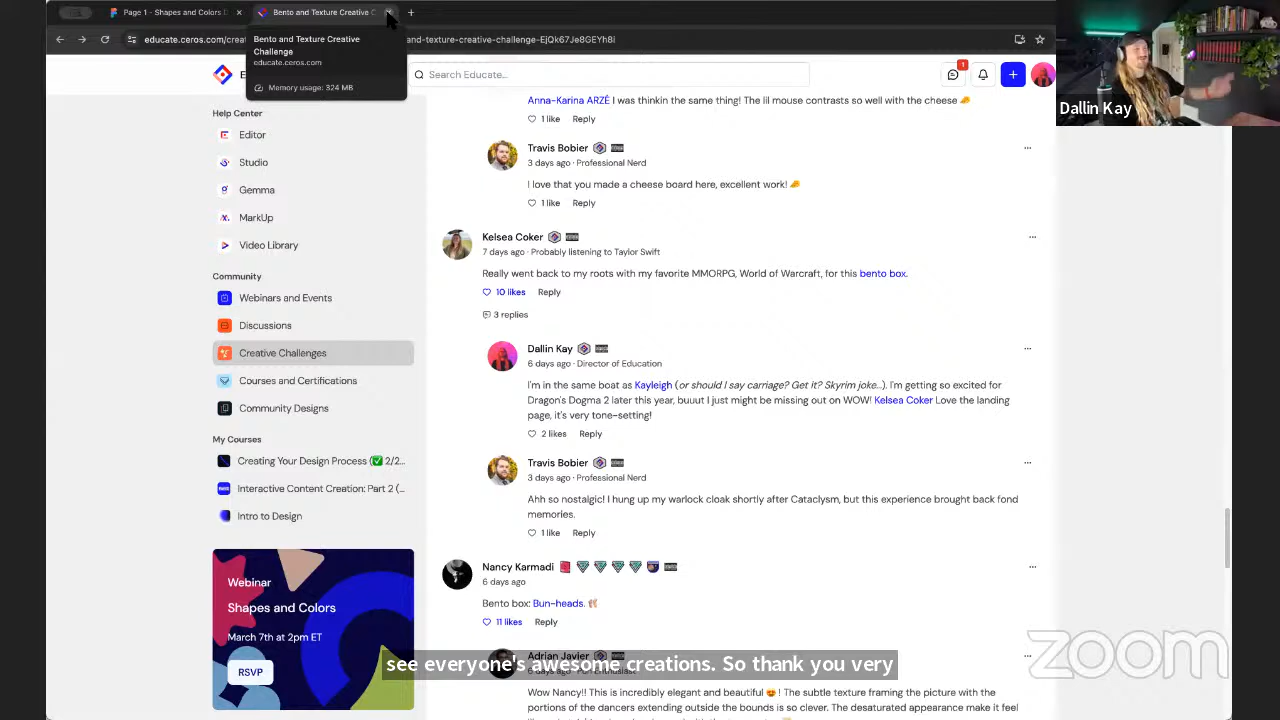 Page 1 - Shapes and Colors D
Bento and Texture Creative C
educate.ceros.com/crea
and-texture-creative-challenge-EjQk67Je8GEYh8i
Bento and Texture Creative
Challenge
educate.ceros.com
Memory usage: 324 MB
Dallin Kay
E
Search Educate...
1
Help Center
Editor
Studio
Gemma
MarkUp
Video Library
Community
Webinars and Events
Discussions
Creative Challenges
Courses and Certifications
Community Designs
My Courses
Creating Your Design Process (✅ 2/2...
Interactive Content Creation: Part 2 (...
Intro to Design
Webinar
Shapes and Colors
March 7th at 2pm ET
RSVP
Anna-Karina ARZÉ I was thinkin the same thing! The lil mouse contrasts so well with the cheese 🧀
1 like Reply
Travis Bobier
3 days ago · Professional Nerd
I love that you made a cheese board here, excellent work! 🧀
1 like Reply
Kelsea Coker
7 days ago · Probably listening to Taylor Swift
Really went back to my roots with my favorite MMORPG, World of Warcraft, for this bento box.
10 likes Reply
3 replies
Dallin Kay
6 days ago · Director of Education
I'm in the same boat as Kayleigh (or should I say carriage? Get it? Skyrim joke...). I'm getting so excited for
Dragon's Dogma 2 later this year, buuut I just might be missing out on WOW! Kelsea Coker Love the landing
page, it's very tone-setting!
2 likes Reply
Travis Bobier
3 days ago · Professional Nerd
Ahh so nostalgic! I hung up my warlock cloak shortly after Cataclysm, but this experience brought back fond
memories.
1 like Reply
Nancy Karmadi
6 days ago
Bento box: Bun-heads. 🩰
11 likes Reply
Adrian Javier
Enthusiast
Wow Nancy!! This is incredibly elegant and beautiful 😍 ! The subtle texture framing the picture with the
portions of the dancers extending outside the bounds is so clever. The desaturated appearance make it feel
see everyone's awesome creations. So thank you very
zoom